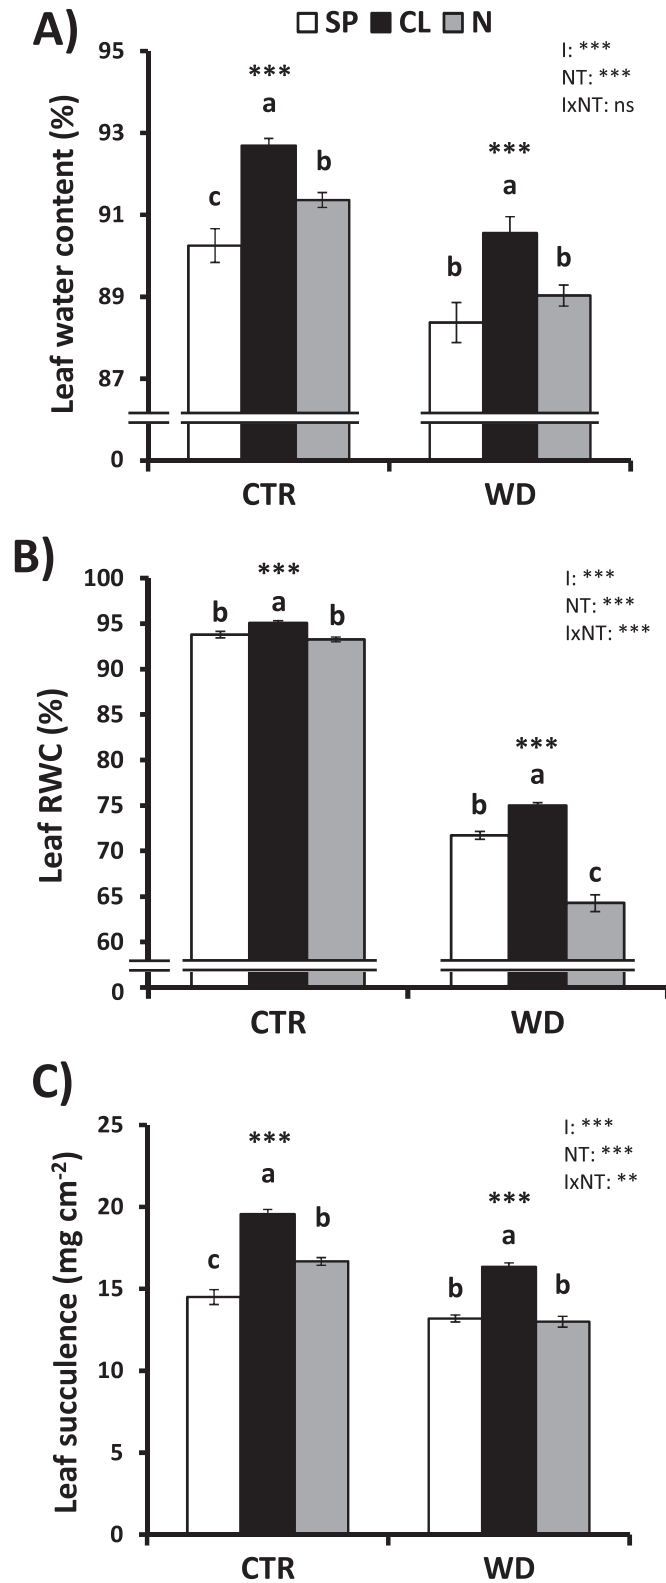 A)
SP CL N
Leaf water content (%)
95
93
91
89
87
0
I: ***
NT: ***
IxNT: ns
c
***
a
b
b
***
a
b
CTR WD
B)
Leaf RWC (%)
100
95
90
85
80
75
70
65
60
0
I: ***
NT: ***
IxNT: ***
b
***
a
b
b
***
a
c
CTR WD
C)
Leaf succulence (mg cm⁻²)
25
20
15
10
5
0
I: ***
NT: ***
IxNT: **
c
***
a
b
b
***
a
b
CTR WD